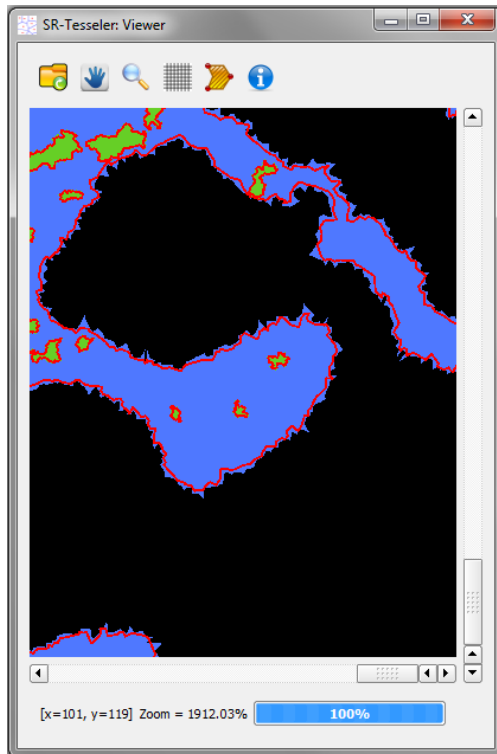 SR-Tesseler: Viewer
[x=101, y=119] Zoom = 1912.03% 100%